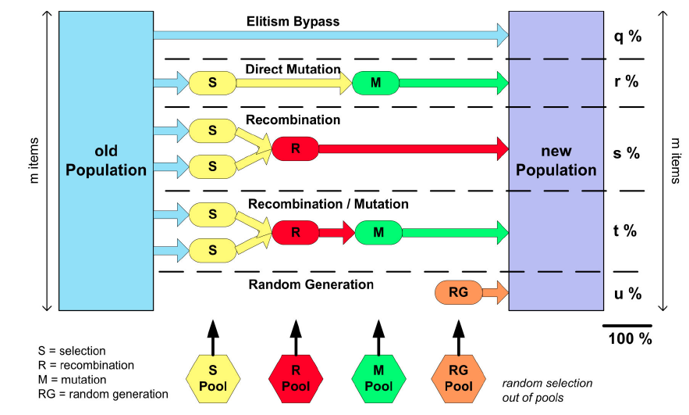 Elitism Bypass
q %
Direct Mutation
S
M
r %
Recombination
S
S
R
s %
m items
old
Population
new
Population
m items
Recombination / Mutation
S
S
R
M
t %
Random Generation
RG
u %
100 %
S = selection
R = recombination
M = mutation
RG = random generation
S
Pool
R
Pool
M
Pool
RG
Pool
random selection
out of pools